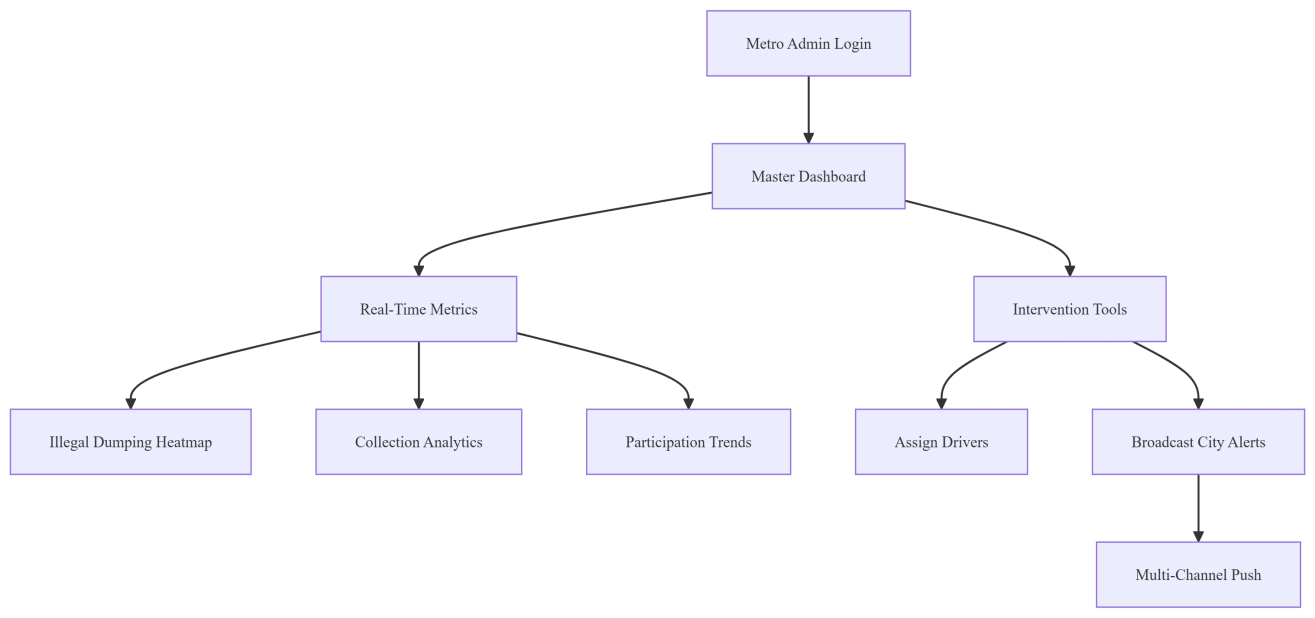 Metro Admin Login
Master Dashboard
Real-Time Metrics
Intervention Tools
Illegal Dumping Heatmap
Collection Analytics
Participation Trends
Assign Drivers
Broadcast City Alerts
Multi-Channel Push